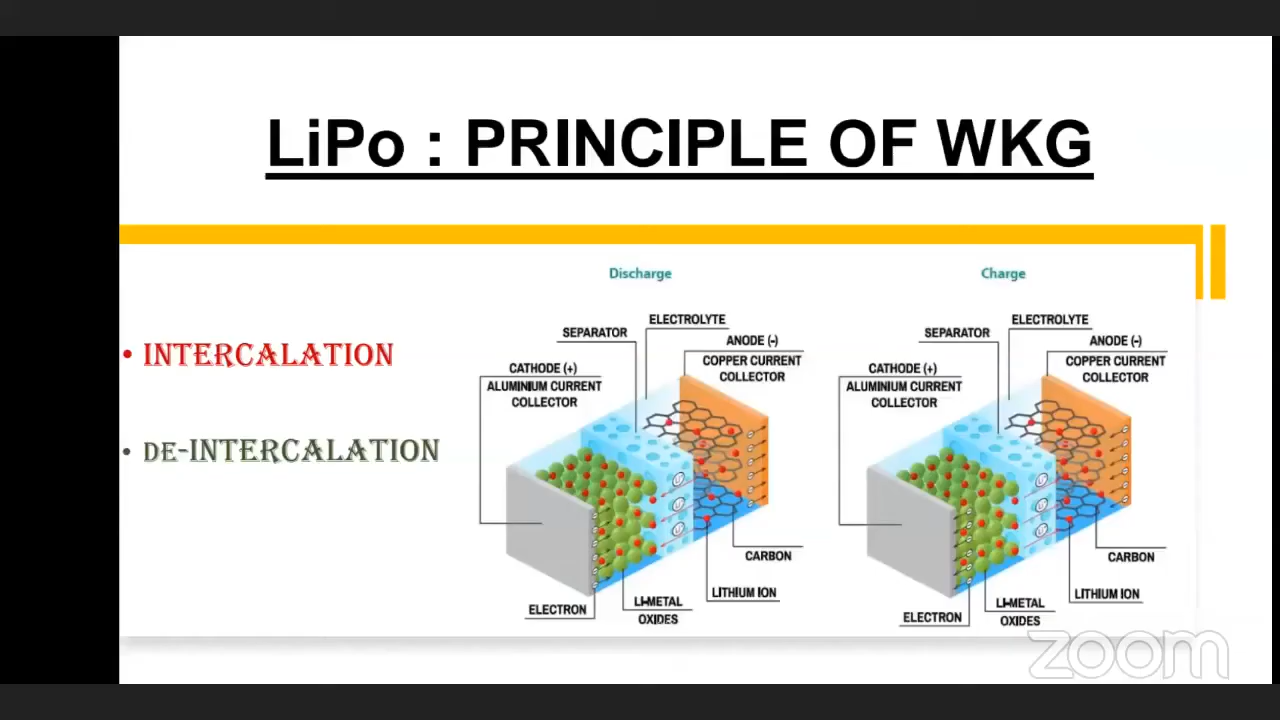 LiPo : PRINCIPLE OF WKG
• INTERCALATION
• DE-INTERCALATION
Discharge
ELECTROLYTE
SEPARATOR
ANODE (-)
COPPER CURRENT
COLLECTOR
CATHODE (+)
ALUMINIUM CURRENT
COLLECTOR
CARBON
LITHIUM ION
LI-METAL
OXIDES
ELECTRON
Charge
ELECTROLYTE
SEPARATOR
ANODE (-)
COPPER CURRENT
COLLECTOR
CATHODE (+)
ALUMINIUM CURRENT
COLLECTOR
CARBON
LITHIUM ION
LI-METAL
OXIDES
ELECTRON
zoom